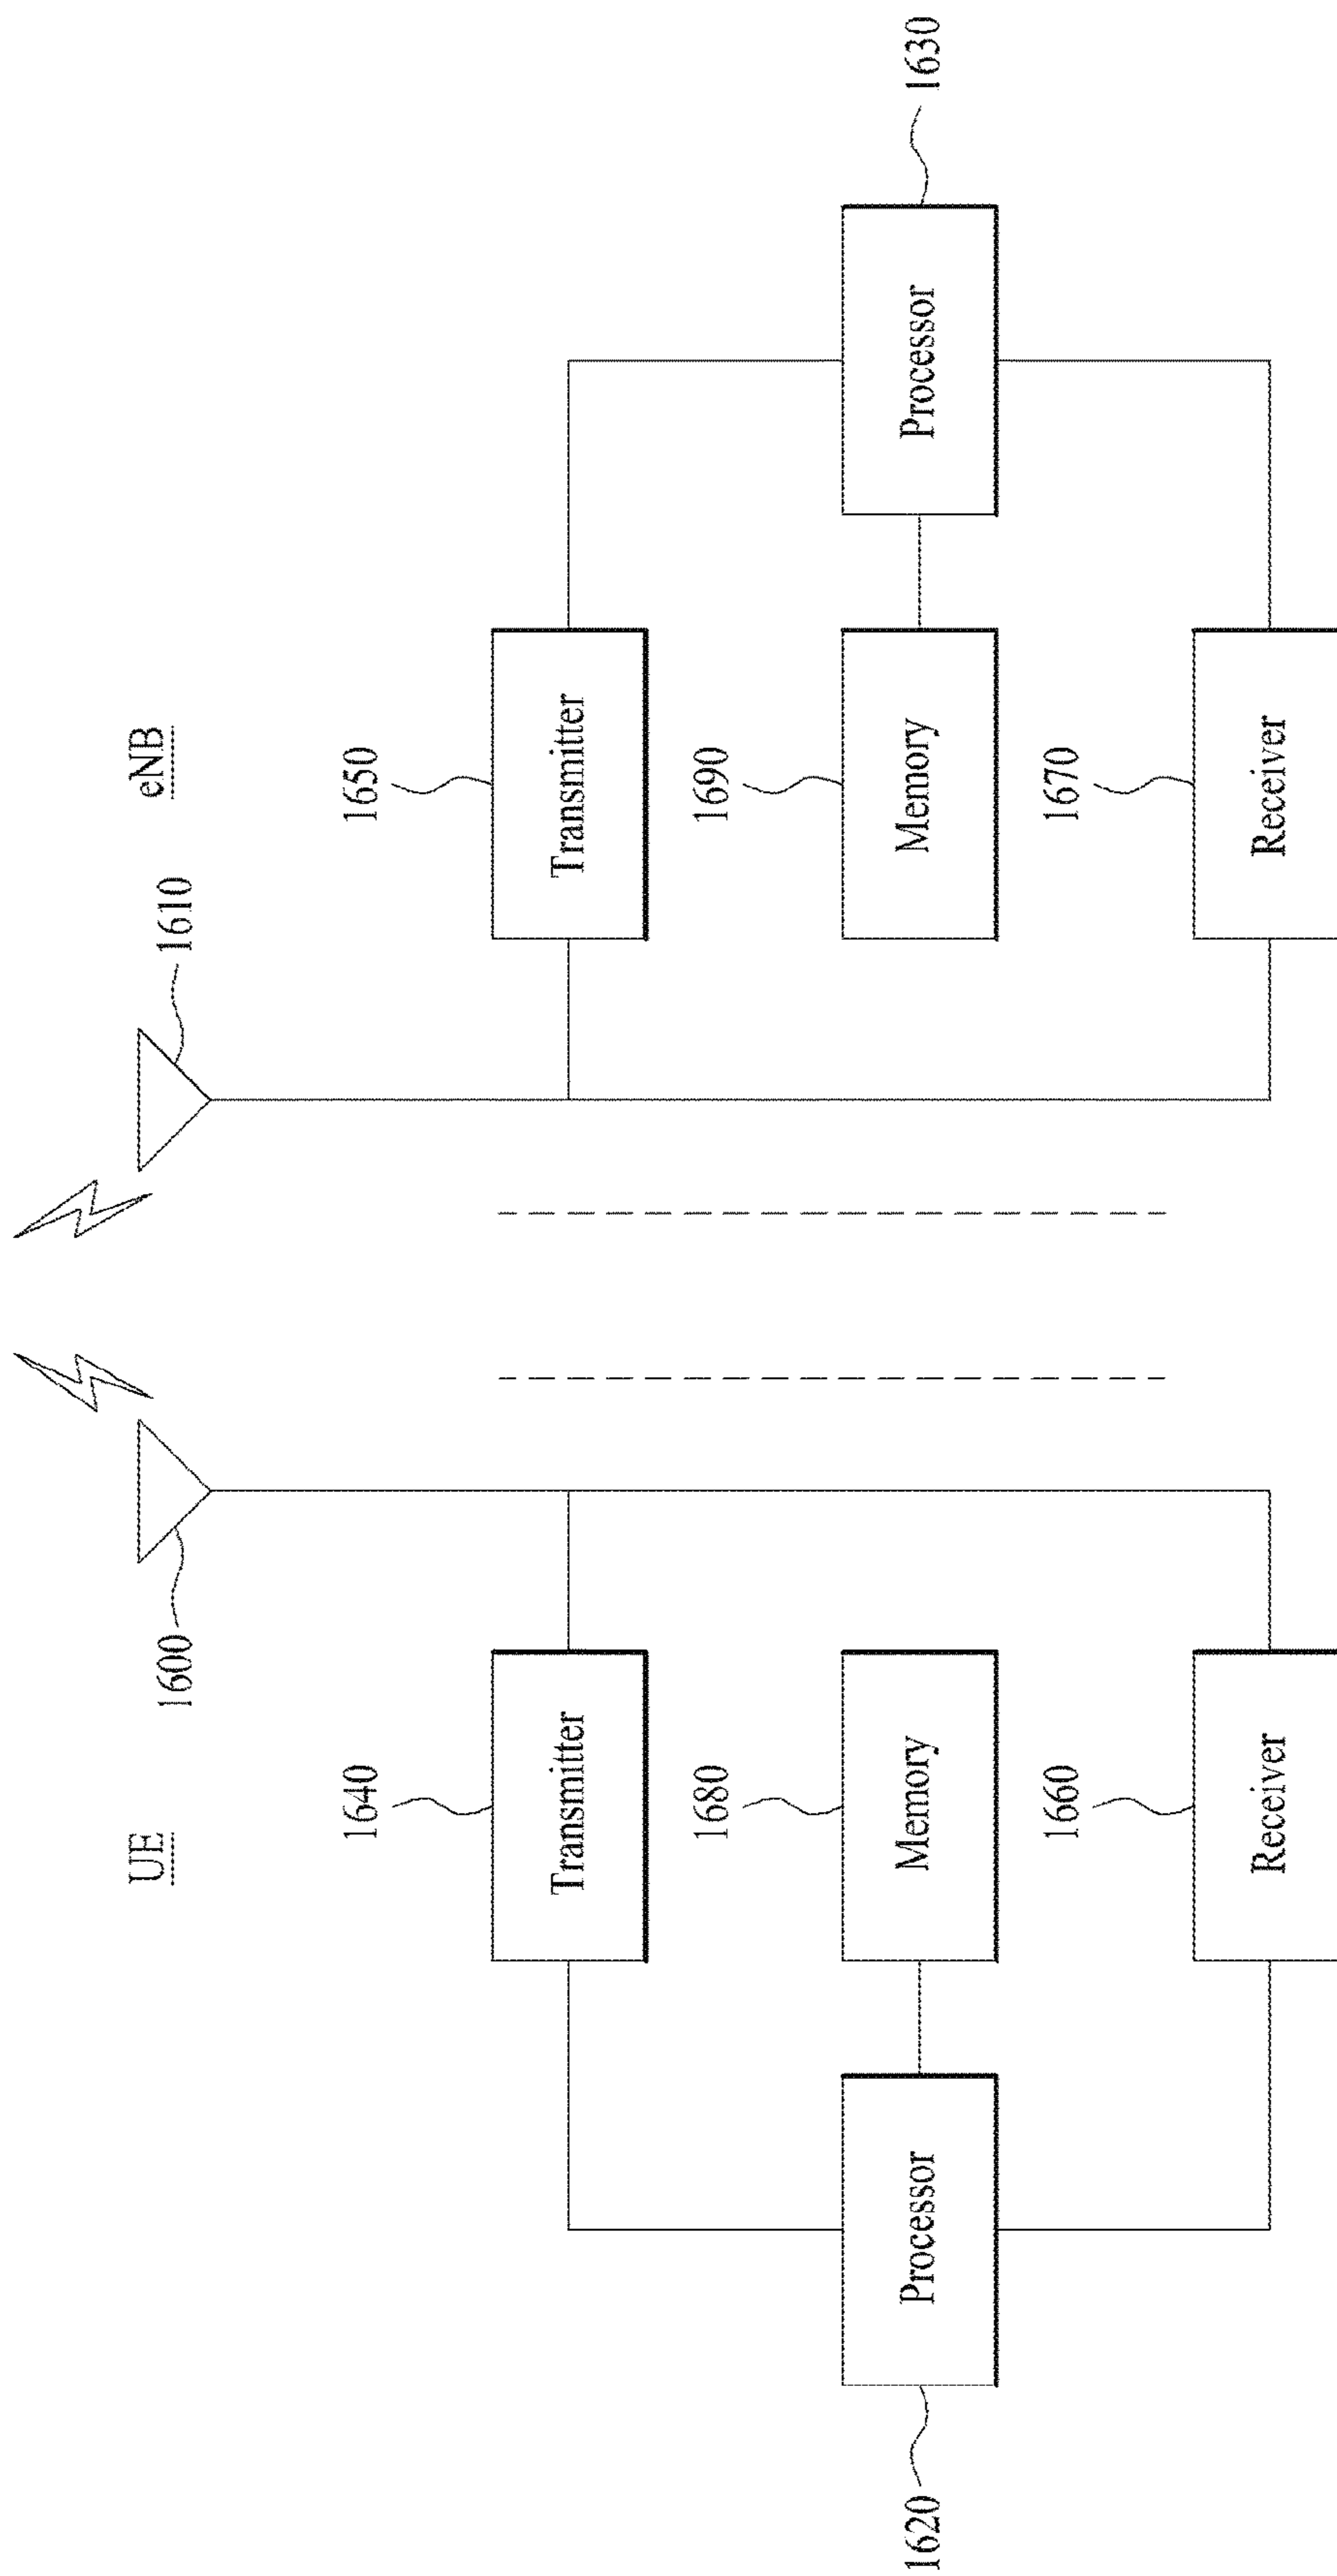 UE
eNB
1600
1610
1640
1650
Transmitter
Transmitter
1680
1690
1620
Processor
Memory
Memory
Processor
1630
1660
1670
Receiver
Receiver